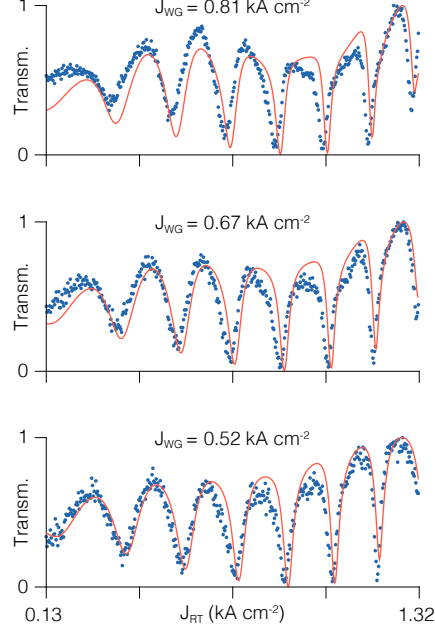 J_WG = 0.81 kA cm⁻²
1
Transm.
0
J_WG = 0.67 kA cm⁻²
1
Transm.
0
J_WG = 0.52 kA cm⁻²
1
Transm.
0
0.13 J_RT (kA cm⁻²) 1.32